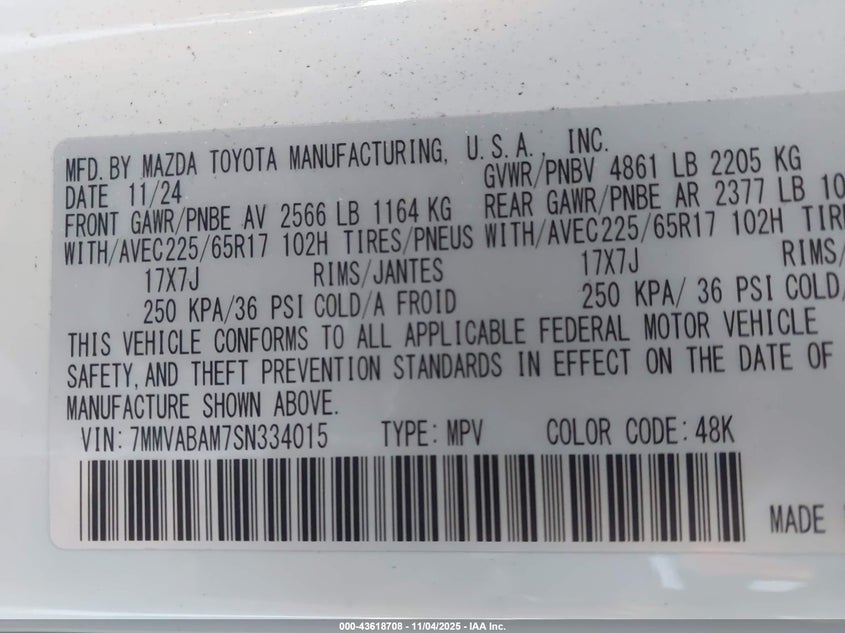 MFD. BY MAZDA TOYOTA MANUFACTURING, U.S.A. INC.
DATE 11/24 GVWR/PNBV 4861 LB 2205 KG
FRONT GAWR/PNBE AV 2566 LB 1164 KG REAR GAWR/PNBE AR 2377 LB 10
WITH/AVEC225/65R17 102H TIRES/PNEUS WITH/AVEC225/65R17 102H TIRE
17X7J RIMS/JANTES 17X7J RIMS/
250 KPA/36 PSI COLD/A FROID 250 KPA/ 36 PSI COLD/
THIS VEHICLE CONFORMS TO ALL APPLICABLE FEDERAL MOTOR VEHICLE
SAFETY, AND THEFT PREVENTION STANDARDS IN EFFECT ON THE DATE OF
MANUFACTURE SHOWN ABOVE.
VIN: 7MMVABAM7SN334015 TYPE: MPV COLOR CODE: 48K
MADE
000-43618708 - 11/04/2025 - IAA Inc.